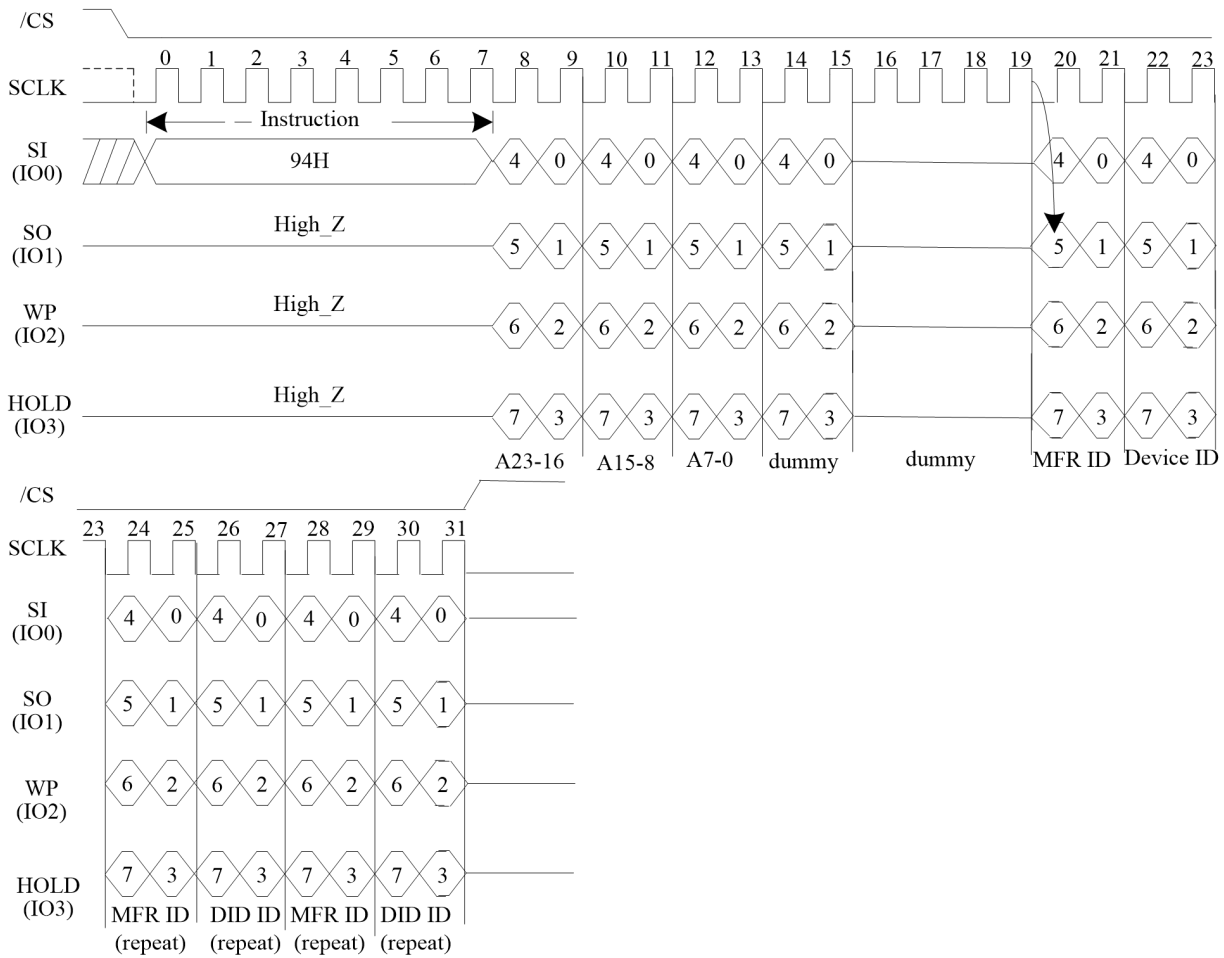 /CS
0 1 2 3 4 5 6 7 8 9 10 11 12 13 14 15 16 17 18 19 20 21 22 23
SCLK
Instruction
SI
(IO0)
94H
4 0 4 0 4 0 4 0 4 0 4 0
High_Z
SO
(IO1)
5 1 5 1 5 1 5 1 5 1 5 1
High_Z
WP
(IO2)
6 2 6 2 6 2 6 2 6 2 6 2
High_Z
HOLD
(IO3)
7 3 7 3 7 3 7 3 7 3 7 3
A23-16 A15-8 A7-0 dummy dummy MFR ID Device ID
/CS
23 24 25 26 27 28 29 30 31
SCLK
SI
(IO0)
4 0 4 0 4 0 4 0
SO
(IO1)
5 1 5 1 5 1 5 1
WP
(IO2)
6 2 6 2 6 2 6 2
HOLD
(IO3)
7 3 7 3 7 3 7 3
MFR ID DID ID MFR ID DID ID
(repeat) (repeat) (repeat) (repeat)